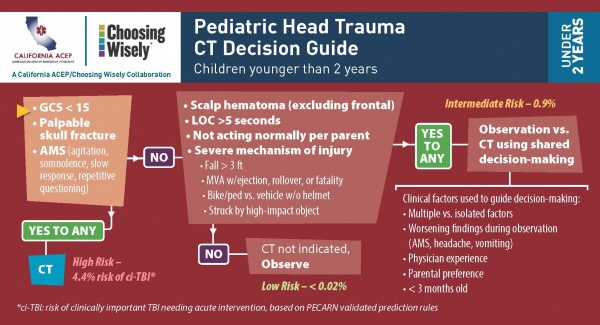 CALIFORNIA ACEP
Choosing
Wisely®
A California ACEP/Choosing Wisely Collaboration
Pediatric Head Trauma
CT Decision Guide
Children younger than 2 years
UNDER
2 YEARS
• GCS < 15
• Palpable
skull fracture
• AMS (agitation,
somnolence, slow
response, repetitive
questioning)
YES TO ANY
CT
High Risk –
4.4% risk of ci-TBI*
NO
• Scalp hematoma (excluding frontal)
• LOC >5 seconds
• Not acting normally per parent
• Severe mechanism of injury
• Fall > 3 ft
• MVA w/ejection, rollover, or fatality
• Bike/ped vs. vehicle w/o helmet
• Struck by high-impact object
NO
CT not indicated,
Observe
Low Risk – < 0.02%
YES
TO
ANY
Intermediate Risk – 0.9%
Observation vs.
CT using shared
decision-making
Clinical factors used to guide decision-making:
• Multiple vs. isolated factors
• Worsening findings during observation
(AMS, headache, vomiting)
• Physician experience
• Parental preference
• < 3 months old
*ci-TBI: risk of clinically important TBI needing acute intervention, based on PECARN validated prediction rules